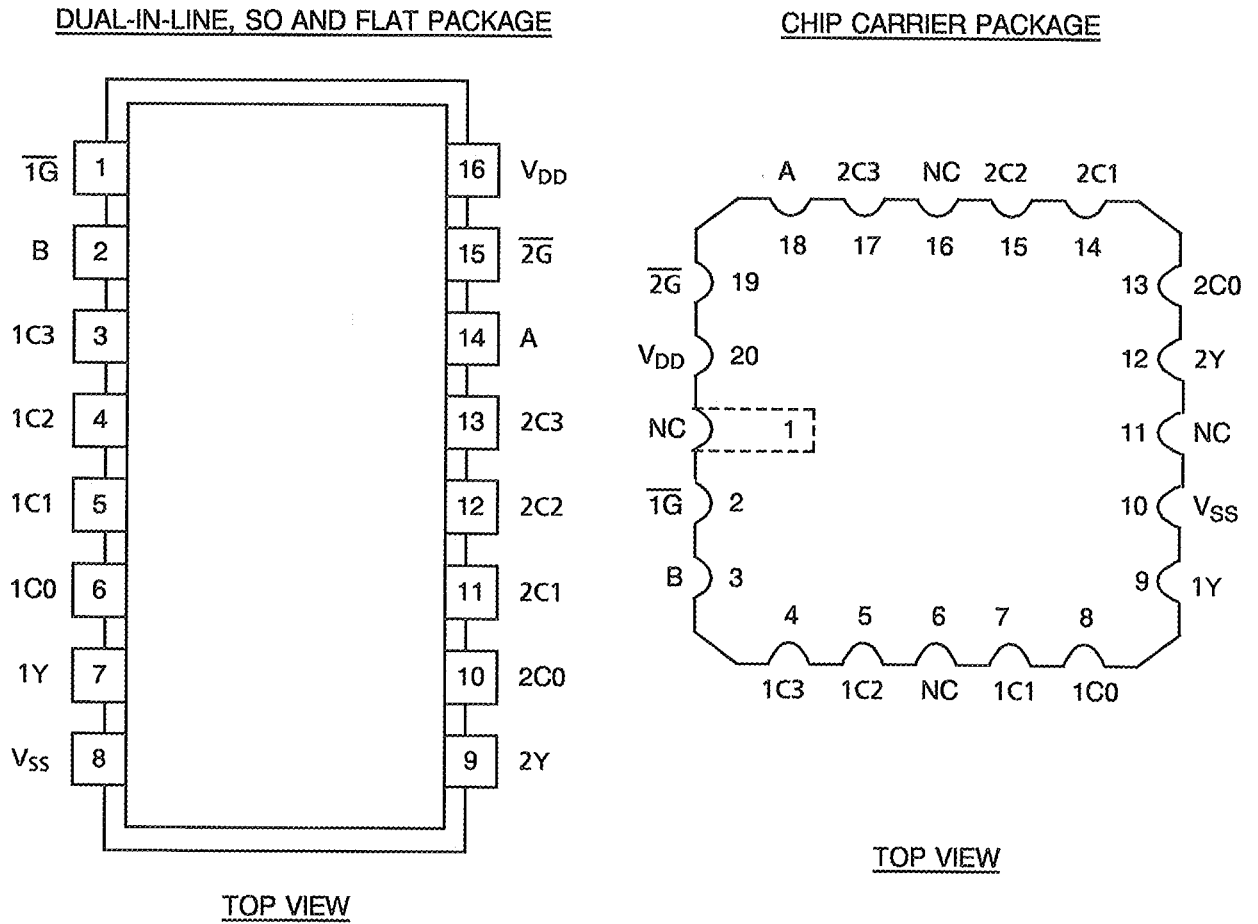 DUAL-IN-LINE, SO AND FLAT PACKAGE
1G 1 16 VDD
B 2 15 2G
1C3 3 14 A
1C2 4 13 2C3
1C1 5 12 2C2
1C0 6 11 2C1
1Y 7 10 2C0
VSS 8 9 2Y
TOP VIEW
CHIP CARRIER PACKAGE
A 2C3 NC 2C2 2C1
18 17 16 15 14
2G 19 13 2C0
VDD 20 12 2Y
NC 1 11 NC
1G 2 10 VSS
B 3 9 1Y
4 5 6 7 8
1C3 1C2 NC 1C1 1C0
TOP VIEW